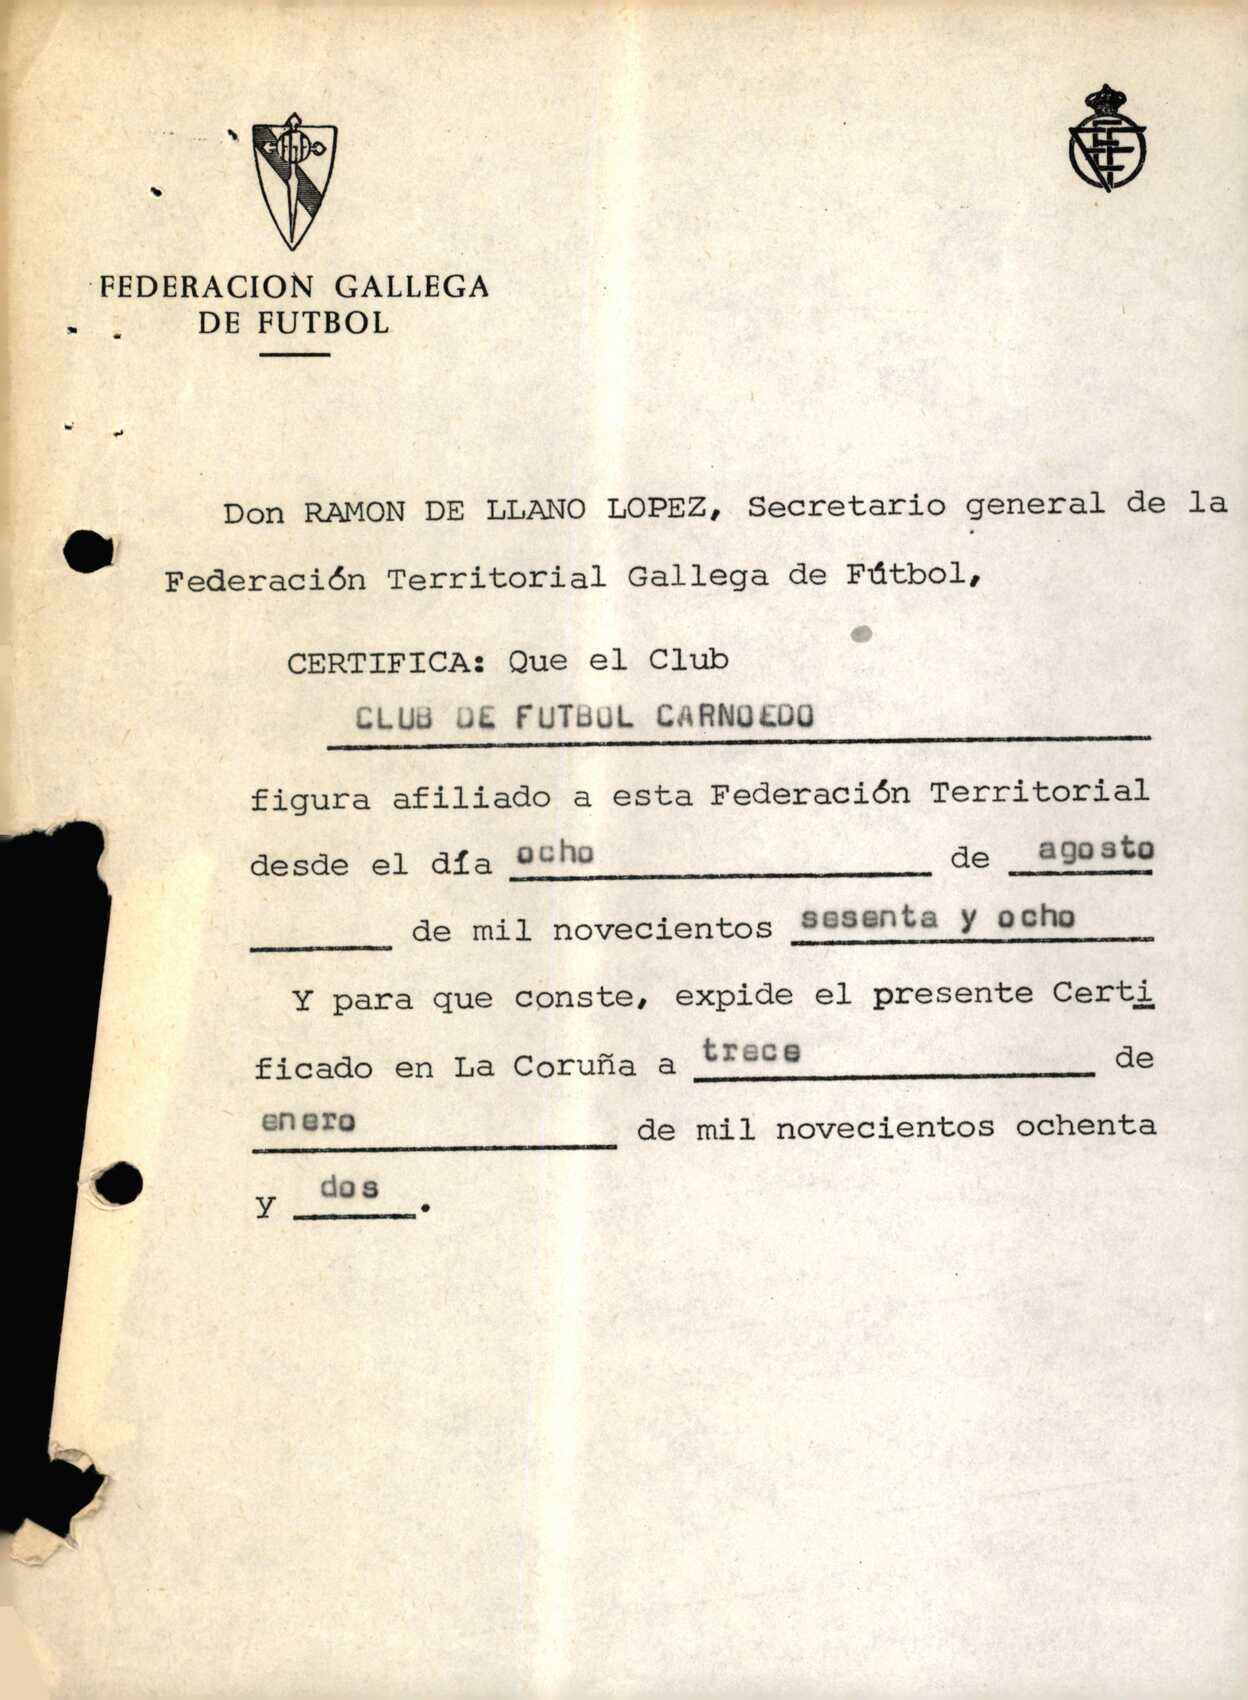 FEDERACION GALLEGA
DE FUTBOL
Don RAMON DE LLANO LOPEZ, Secretario general de la
Federación Territorial Gallega de Fútbol,
CERTIFICA: Que el Club
CLUB DE FUTBOL CARNOEDO
figura afiliado a esta Federación Territorial
desde el día ocho de agosto
de mil novecientos sesenta y ocho
Y para que conste, expide el presente Certi
ficado en La Coruña a trece de
enero de mil novecientos ochenta
y dos.